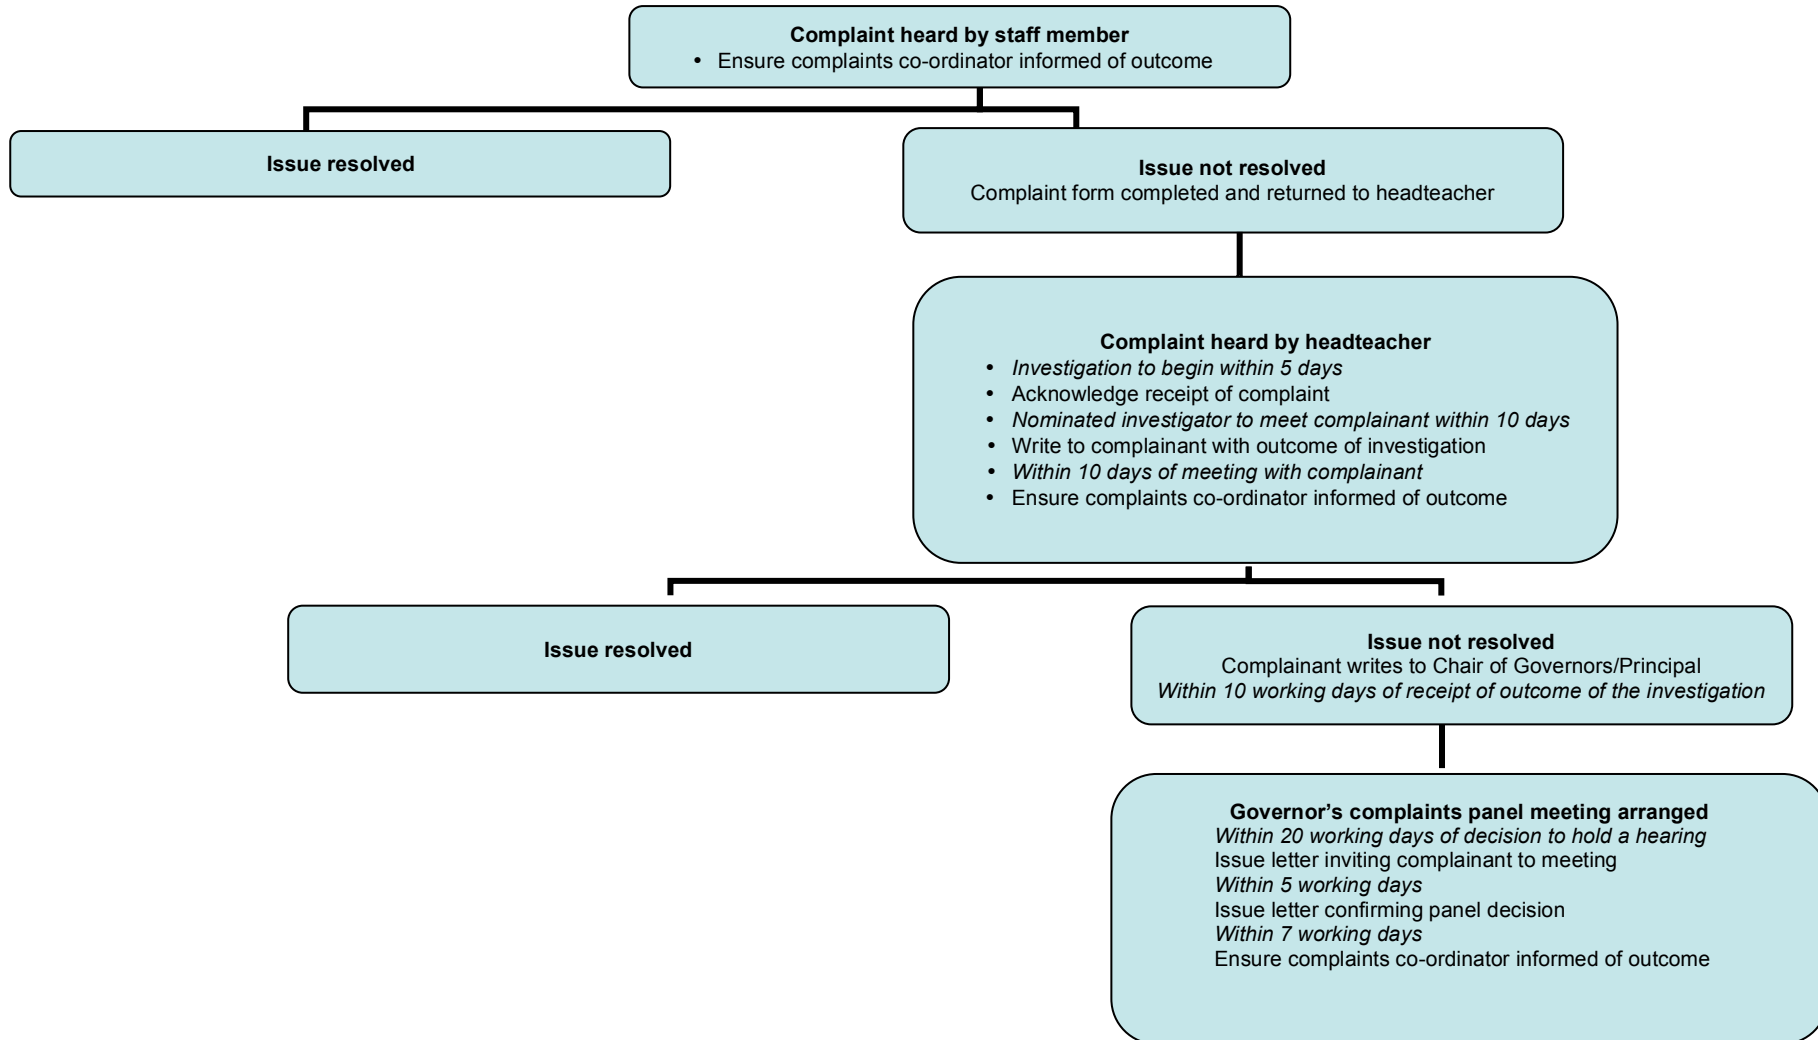 Complaint heard by staff member
• Ensure complaints co-ordinator informed of outcome
Issue resolved
Issue not resolved
Complaint form completed and returned to headteacher
Complaint heard by headteacher
• Investigation to begin within 5 days
• Acknowledge receipt of complaint
• Nominated investigator to meet complainant within 10 days
• Write to complainant with outcome of investigation
• Within 10 days of meeting with complainant
• Ensure complaints co-ordinator informed of outcome
Issue resolved
Issue not resolved
Complainant writes to Chair of Governors/Principal
Within 10 working days of receipt of outcome of the investigation
Governor’s complaints panel meeting arranged
Within 20 working days of decision to hold a hearing
Issue letter inviting complainant to meeting
Within 5 working days
Issue letter confirming panel decision
Within 7 working days
Ensure complaints co-ordinator informed of outcome